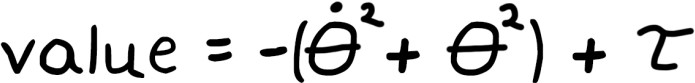 value = -(θ̇² + θ²) + τ